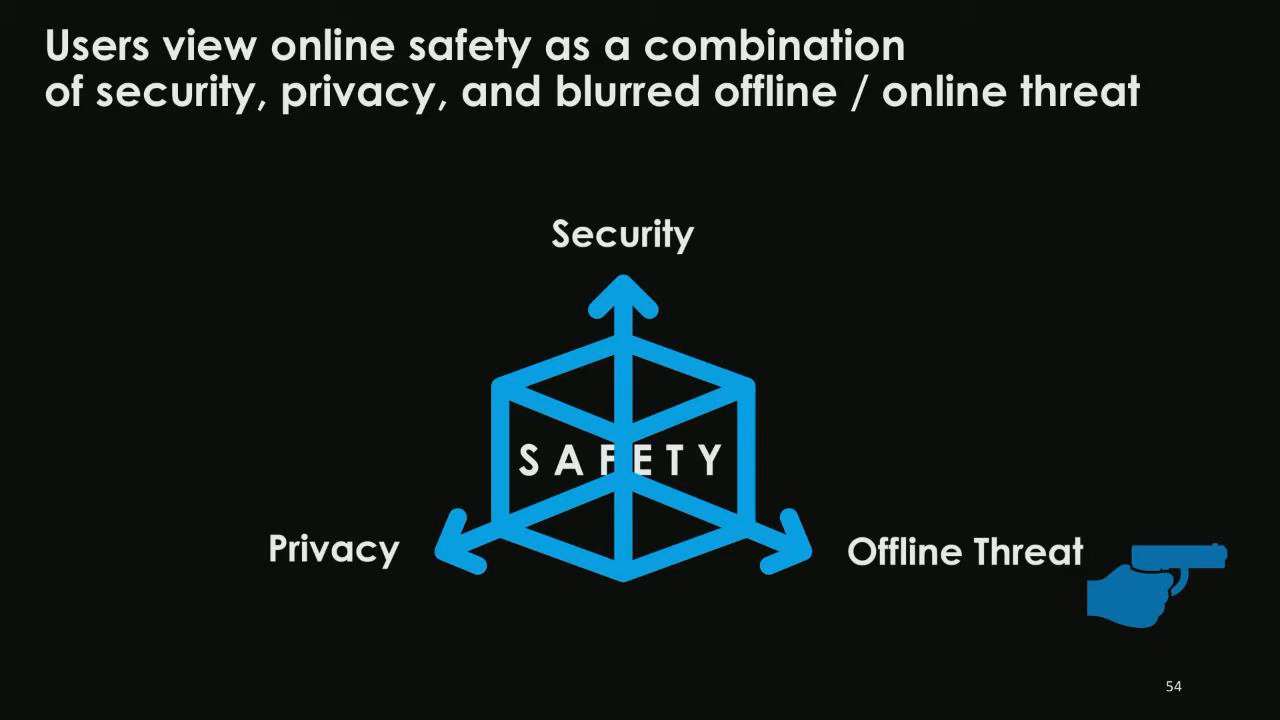 Users view online safety as a combination
of security, privacy, and blurred offline / online threat
Security
SAFETY
Privacy
Offline Threat
54